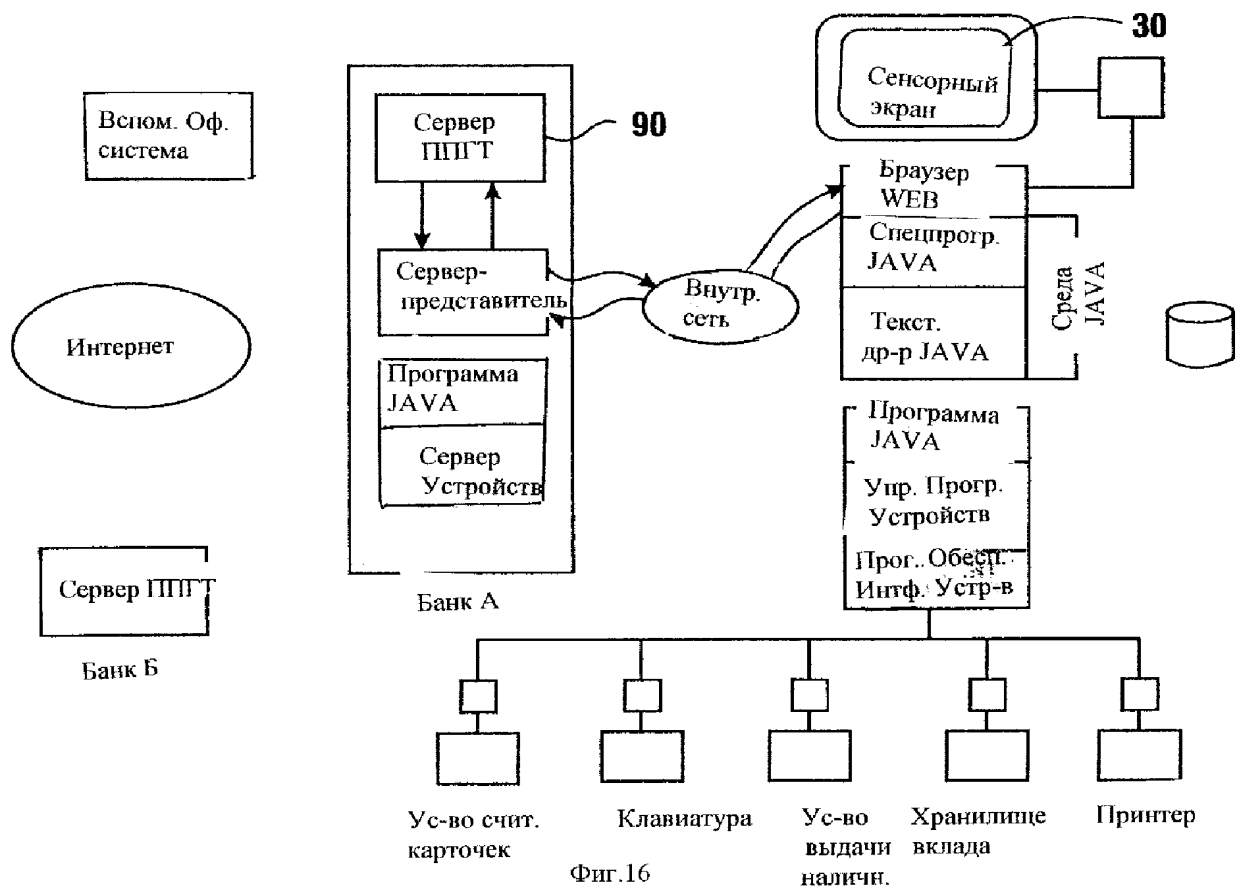 30
Сенсорный
экран
Вспом. Оф.
система
Сервер
ППГТ
90
Браузер
WEB
Спецпрогр.
JAVA
Текст.
др-р JAVA
Среда
JAVA
Сервер-
представитель
Внутр.
сеть
Интернет
Программа
JAVA
Сервер
Устройств
Программа
JAVA
Упр. Прогр.
Устройств
Прог.. Обесп.
Интф. Устр-в
Сервер ППГТ
Банк А
Банк Б
Ус-во счит.
карточек
Клавиатура
Ус-во
выдачи
наличн.
Хранилище
вклада
Принтер
Фиг.16